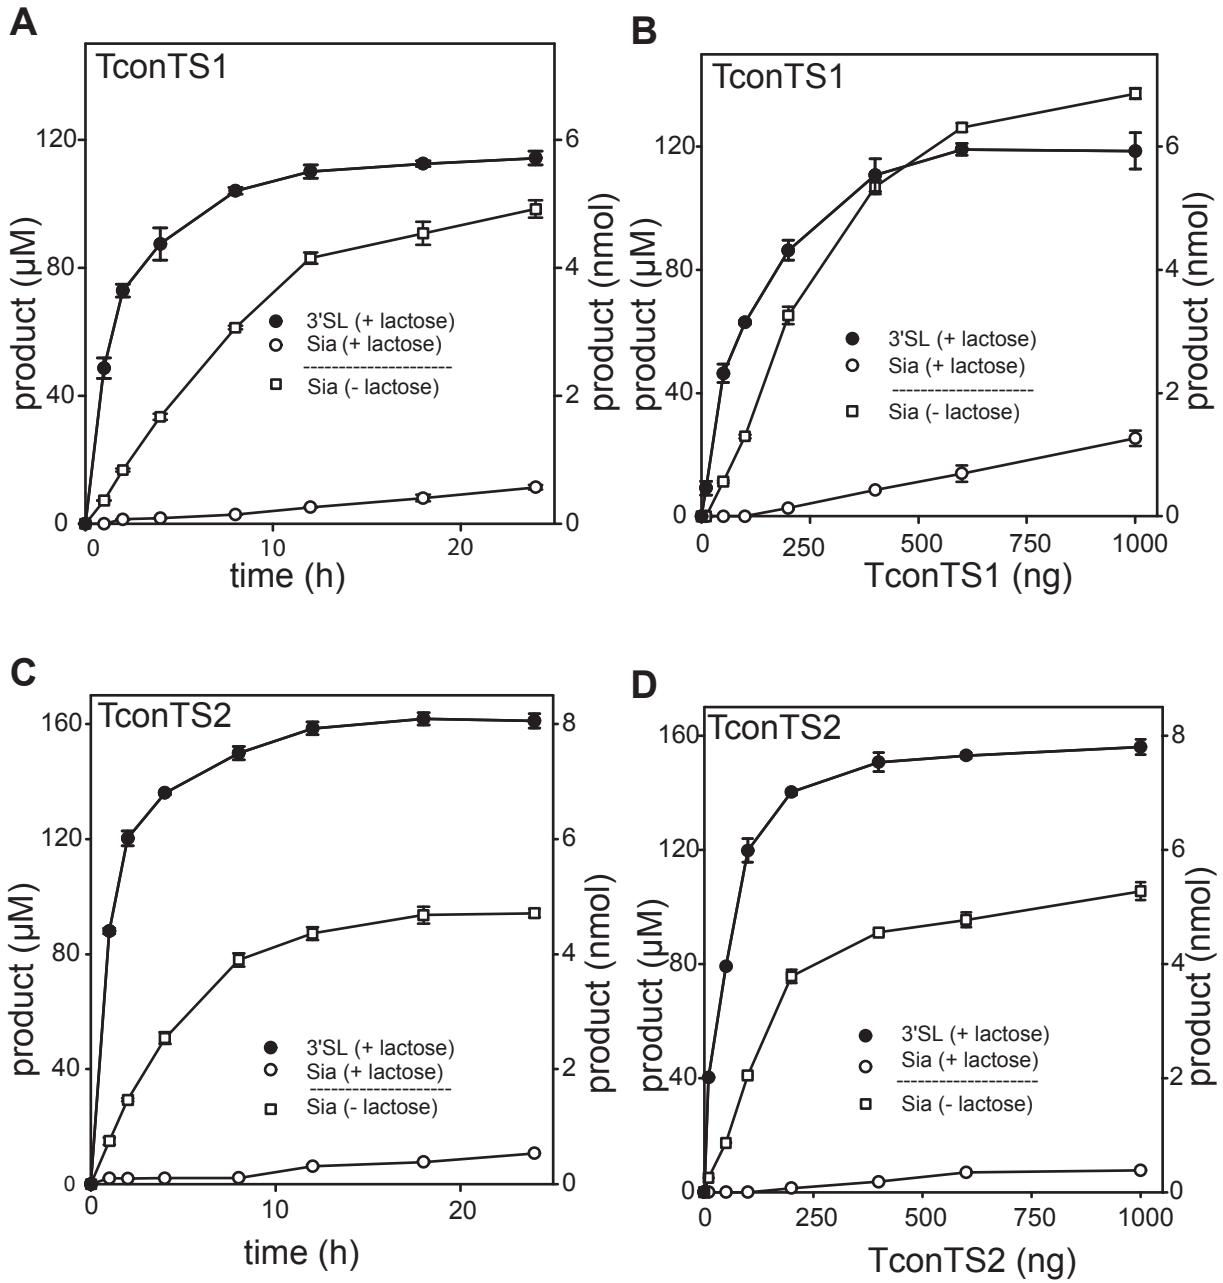 A
TconTS1
product (µM)
120
80
40
0
6
4
2
0
product (nmol)
3'SL (+ lactose)
Sia (+ lactose)
-----------------------
Sia (- lactose)
0
10
20
time (h)
B
TconTS1
product (µM)
120
80
40
0
6
4
2
0
product (nmol)
3'SL (+ lactose)
Sia (+ lactose)
----------------------
Sia (- lactose)
0
250
500
750
1000
TconTS1 (ng)
C
TconTS2
product (µM)
160
120
80
40
0
8
6
4
2
0
product (nmol)
3'SL (+ lactose)
Sia (+ lactose)
----------------------
Sia (- lactose)
0
10
20
time (h)
D
TconTS2
product (µM)
160
120
80
40
0
8
6
4
2
0
product (nmol)
3'SL (+ lactose)
Sia (+ lactose)
----------------------
Sia (- lactose)
0
250
500
750
1000
TconTS2 (ng)